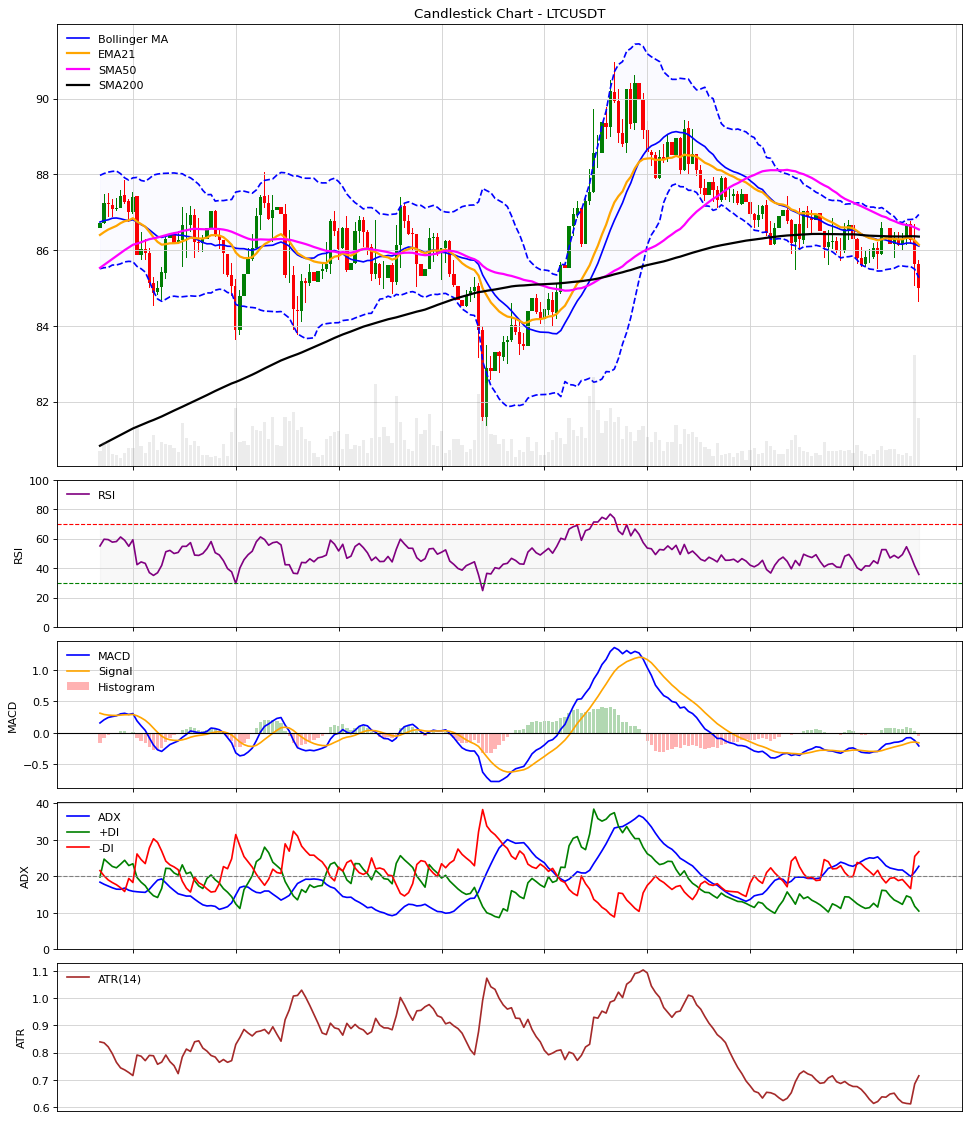 Candlestick Chart - LTCUSDT
Bollinger MA
EMA21
SMA50
SMA200
90
88
86
84
82
100
80
60
40
20
0
RSI
RSI
1.0
0.5
0.0
−0.5
MACD
MACD
Signal
Histogram
40
30
20
10
0
ADX
ADX
+DI
-DI
1.1
1.0
0.9
0.8
0.7
0.6
ATR
ATR(14)